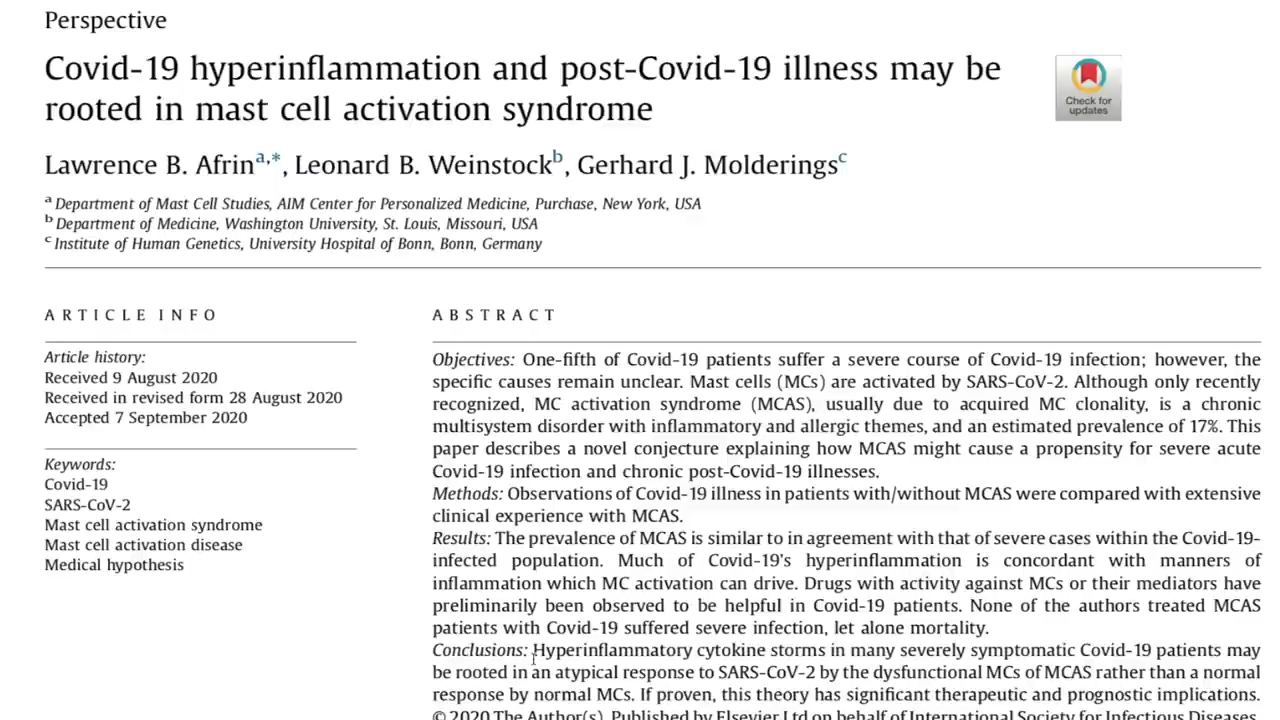 Perspective
Covid-19 hyperinflammation and post-Covid-19 illness may be
rooted in mast cell activation syndrome
Check for
updates
Lawrence B. Afrin a,*, Leonard B. Weinstock b, Gerhard J. Molderings c
a Department of Mast Cell Studies, AIM Center for Personalized Medicine, Purchase, New York, USA
b Department of Medicine, Washington University, St. Louis, Missouri, USA
c Institute of Human Genetics, University Hospital of Bonn, Bonn, Germany
ARTICLE INFO
Article history:
Received 9 August 2020
Received in revised form 28 August 2020
Accepted 7 September 2020
Keywords:
Covid-19
SARS-CoV-2
Mast cell activation syndrome
Mast cell activation disease
Medical hypothesis
ABSTRACT
Objectives: One-fifth of Covid-19 patients suffer a severe course of Covid-19 infection; however, the
specific causes remain unclear. Mast cells (MCs) are activated by SARS-CoV-2. Although only recently
recognized, MC activation syndrome (MCAS), usually due to acquired MC clonality, is a chronic
multisystem disorder with inflammatory and allergic themes, and an estimated prevalence of 17%. This
paper describes a novel conjecture explaining how MCAS might cause a propensity for severe acute
Covid-19 infection and chronic post-Covid-19 illnesses.
Methods: Observations of Covid-19 illness in patients with/without MCAS were compared with extensive
clinical experience with MCAS.
Results: The prevalence of MCAS is similar to in agreement with that of severe cases within the Covid-19-
infected population. Much of Covid-19's hyperinflammation is concordant with manners of
inflammation which MC activation can drive. Drugs with activity against MCs or their mediators have
preliminarily been observed to be helpful in Covid-19 patients. None of the authors treated MCAS
patients with Covid-19 suffered severe infection, let alone mortality.
Conclusions: Hyperinflammatory cytokine storms in many severely symptomatic Covid-19 patients may
be rooted in an atypical response to SARS-CoV-2 by the dysfunctional MCs of MCAS rather than a normal
response by normal MCs. If proven, this theory has significant therapeutic and prognostic implications.
© 2020 The Author(s). Published by Elsevier Ltd on behalf of International Society for Infectious Diseases.